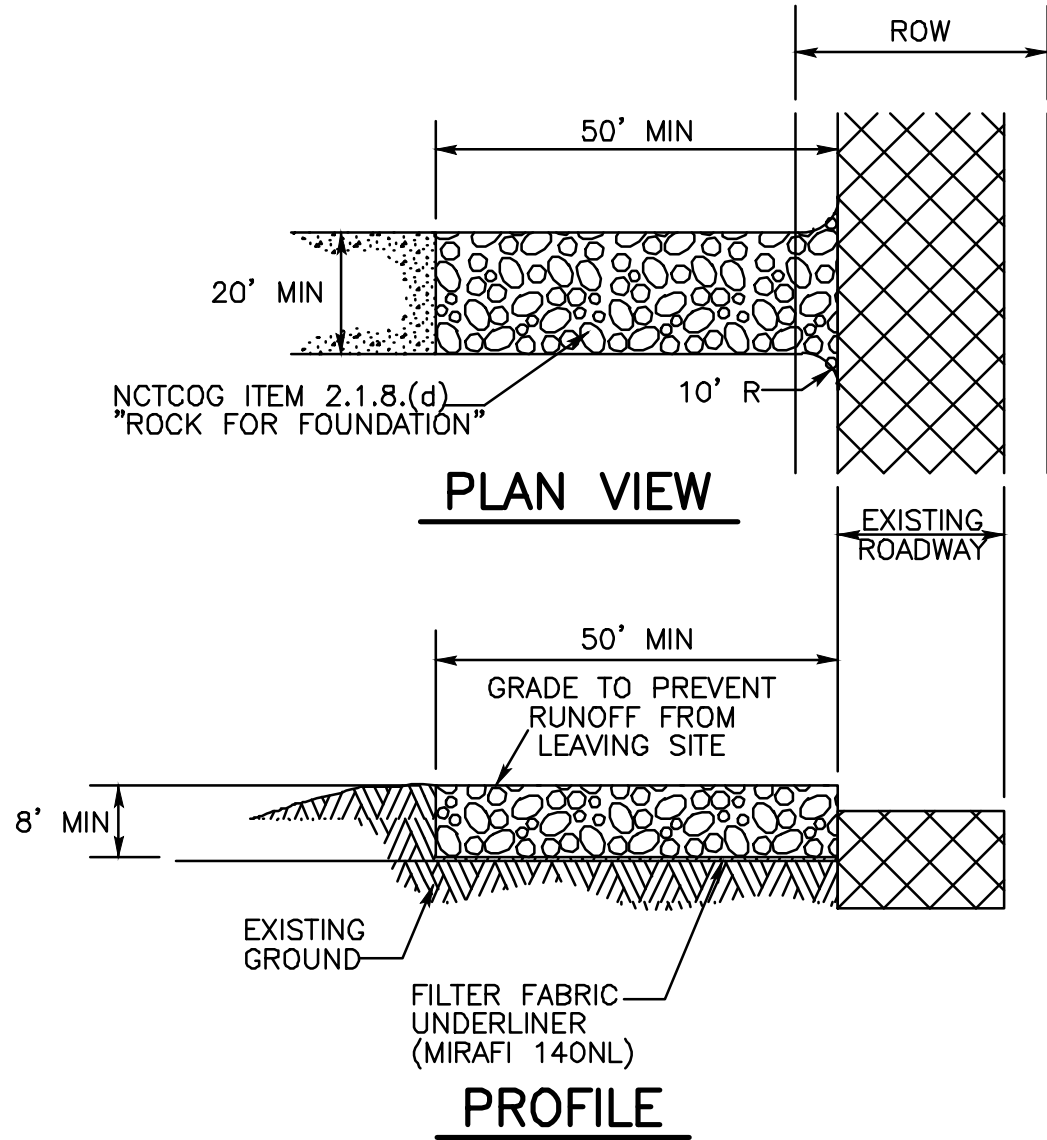 ROW
50' MIN
20' MIN
NCTCOG ITEM 2.1.8.(d)
"ROCK FOR FOUNDATION"
10' R
PLAN VIEW
EXISTING
ROADWAY
50' MIN
GRADE TO PREVENT
RUNOFF FROM
LEAVING SITE
8' MIN
EXISTING
GROUND
FILTER FABRIC
UNDERLINER
(MIRAFI 140NL)
PROFILE